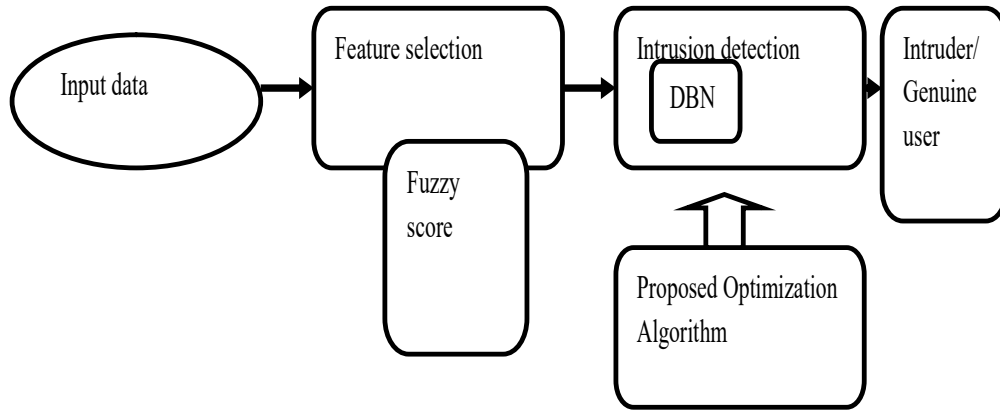 Input data
Feature selection
Fuzzy
score
Intrusion detection
DBN
Proposed Optimization
Algorithm
Intruder/
Genuine
user